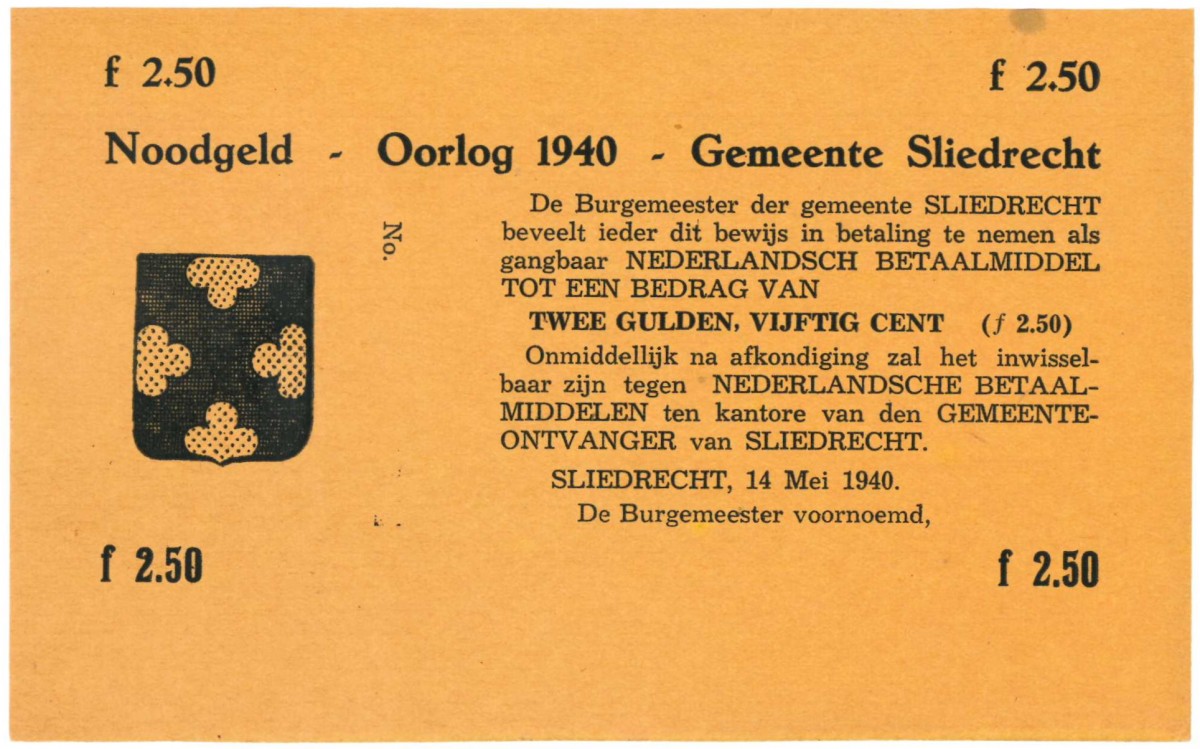 f 2.50
f 2.50
Noodgeld - Oorlog 1940 - Gemeente Sliedrecht
No.
De Burgemeester der gemeente SLIEDRECHT
beveelt ieder dit bewijs in betaling te nemen als
gangbaar NEDERLANDSCH BETAALMIDDEL
TOT EEN BEDRAG VAN
TWEE GULDEN, VIJFTIG CENT (f 2.50)
Onmiddellijk na afkondiging zal het inwissel-
baar zijn tegen NEDERLANDSCHE BETAAL-
MIDDELEN ten kantore van den GEMEENTE-
ONTVANGER van SLIEDRECHT.
SLIEDRECHT, 14 Mei 1940.
De Burgemeester voornoemd,
f 2.50
f 2.50